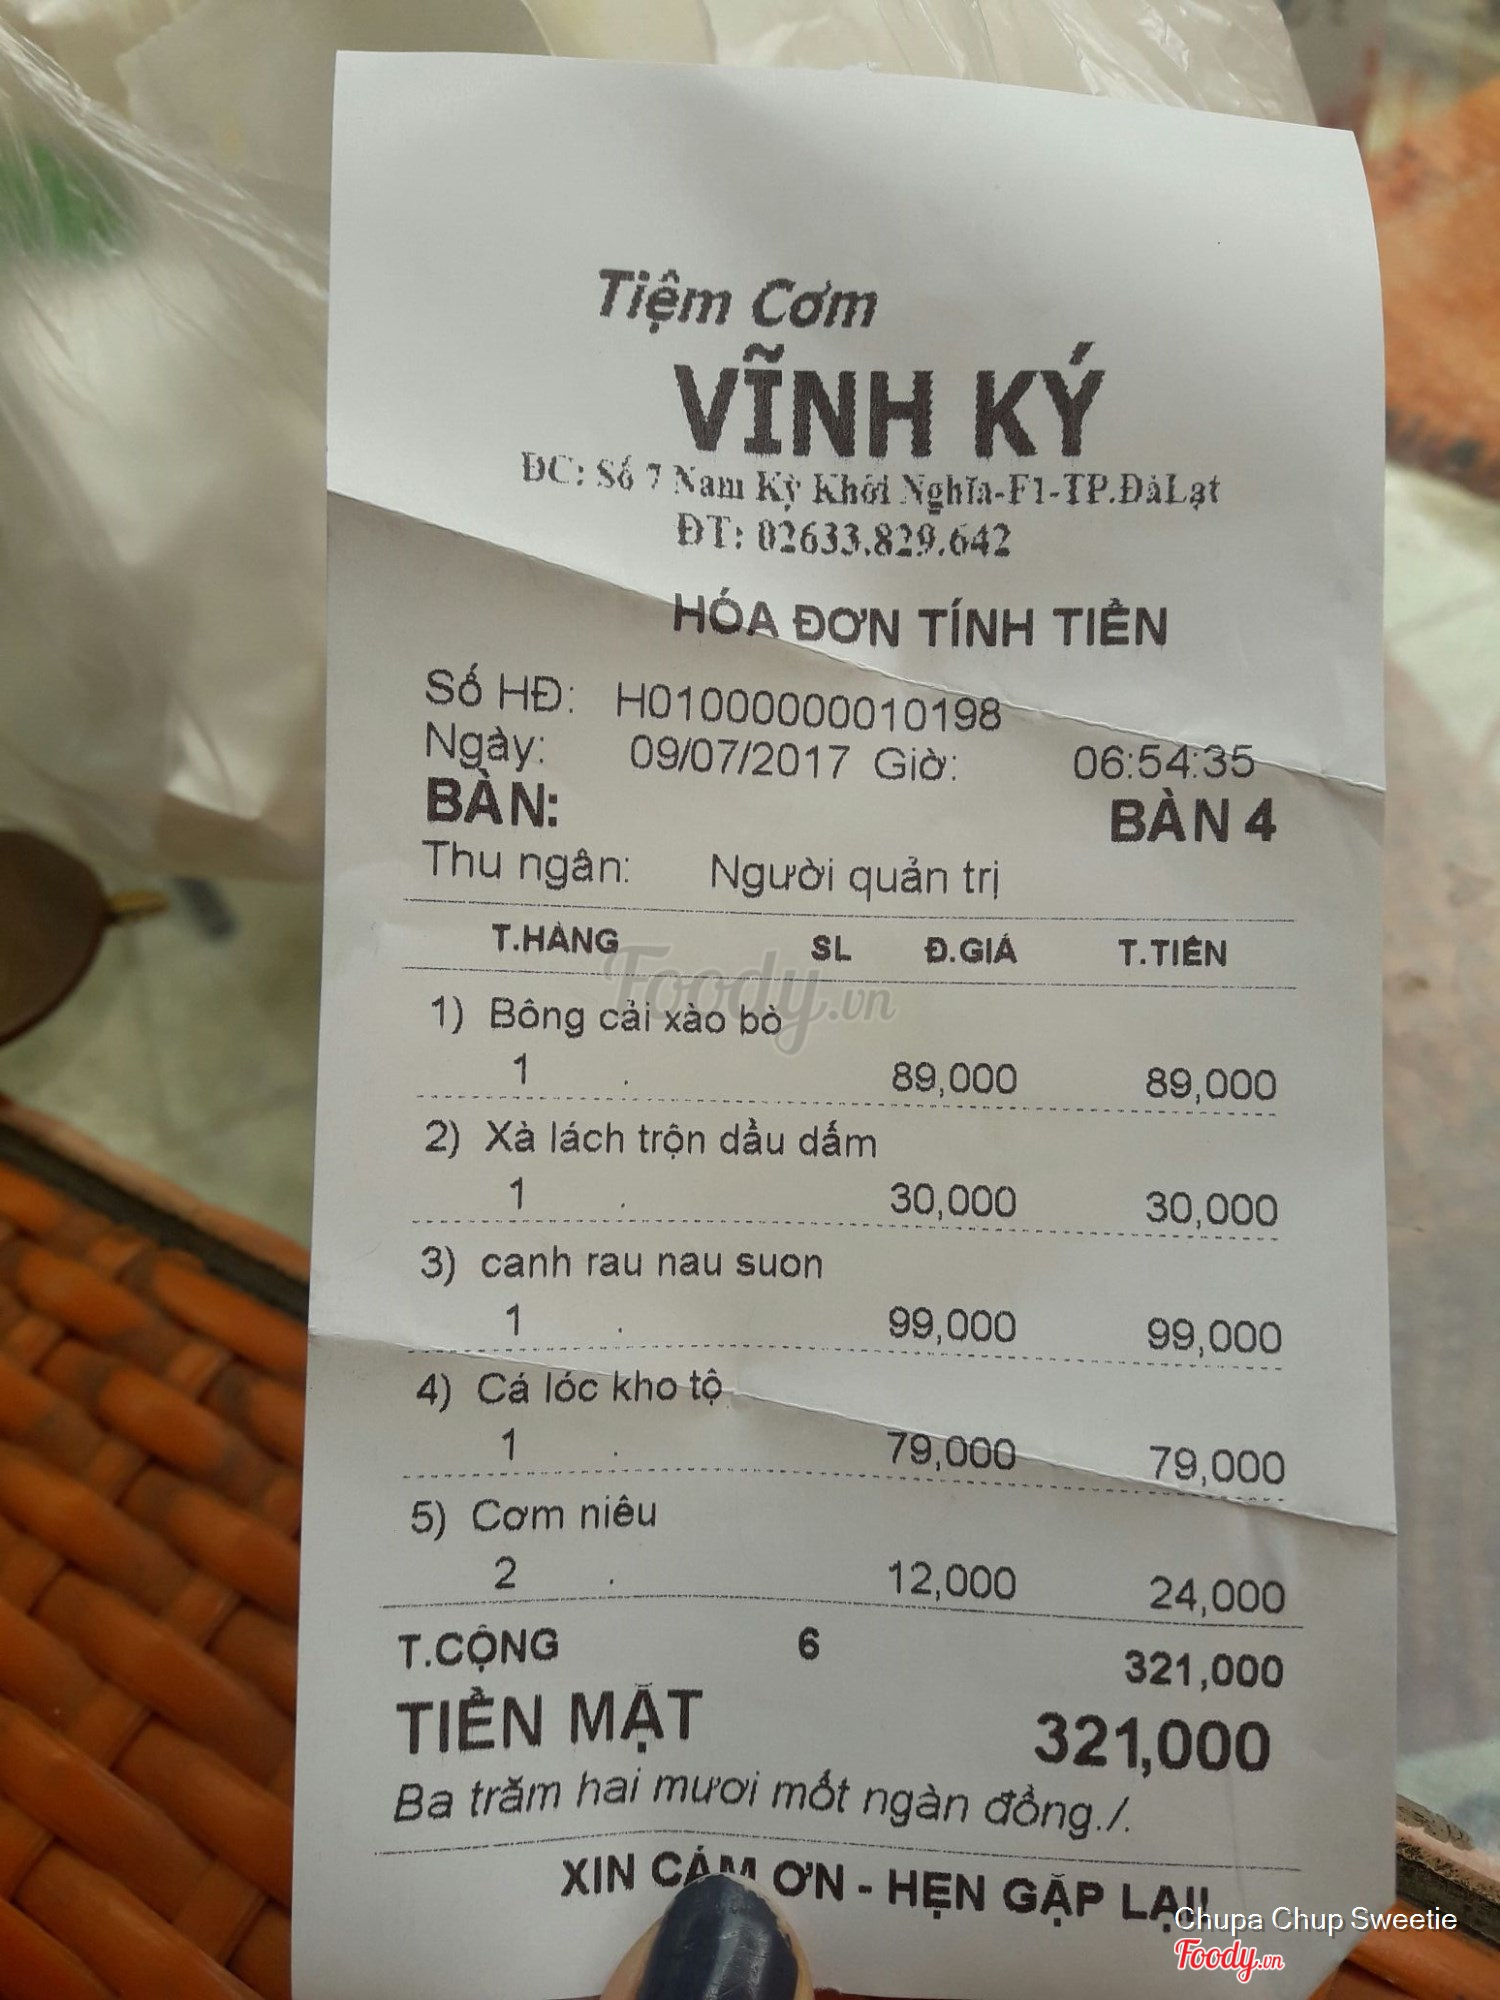 Tiệm Cơm
VĨNH KÝ
ĐC: Số 7 Nam Kỳ Khởi Nghĩa-F1-TP.ĐàLạt
ĐT: 02633.829.642
HÓA ĐƠN TÍNH TIỀN
Số HĐ: H01000000010198
Ngày: 09/07/2017 Giờ: 06:54:35
BÀN: BÀN 4
Thu ngân: Người quản trị
T.HÀNG SL Đ.GIÁ T.TIỀN
Foody.vn
1) Bông cải xào bò
1 . 89,000 89,000
2) Xà lách trộn dầu dấm
1 . 30,000 30,000
3) canh rau nau suon
1 . 99,000 99,000
4) Cá lóc kho tộ
1 . 79,000 79,000
5) Cơm niêu
2 . 12,000 24,000
T.CỘNG 6 321,000
TIỀN MẶT 321,000
Ba trăm hai mươi mốt ngàn đồng./.
XIN CÁM ƠN - HẸN GẶP LẠI!
Chupa Chup Sweetie
Foody.vn